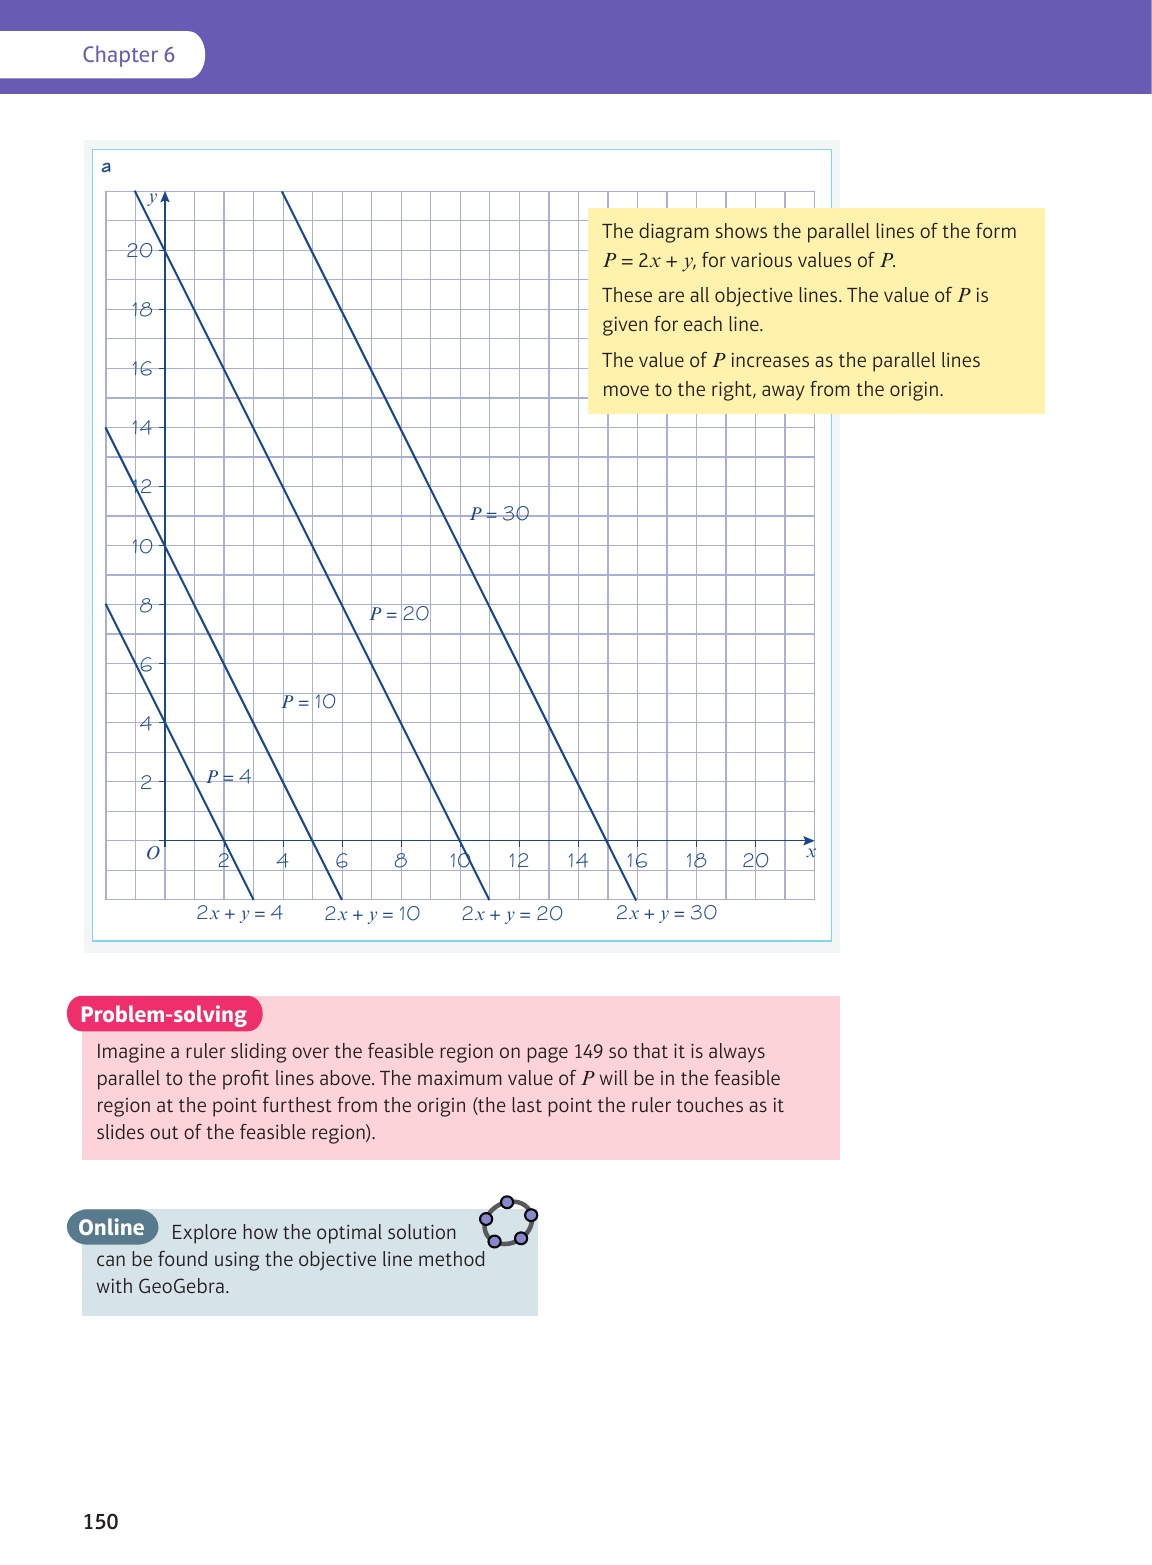 Chapter 6
a
y
20
18
16
14
12
10
8
6
4
2
O
2
4
6
8
10
12
14
16
18
20
x
P = 30
P = 20
P = 10
P = 4
2x + y = 4
2x + y = 10
2x + y = 20
2x + y = 30
The diagram shows the parallel lines of the form
P = 2x + y, for various values of P.
These are all objective lines. The value of P is
given for each line.
The value of P increases as the parallel lines
move to the right, away from the origin.
Problem-solving
Imagine a ruler sliding over the feasible region on page 149 so that it is always
parallel to the profit lines above. The maximum value of P will be in the feasible
region at the point furthest from the origin (the last point the ruler touches as it
slides out of the feasible region).
Online Explore how the optimal solution
can be found using the objective line method
with GeoGebra.
150